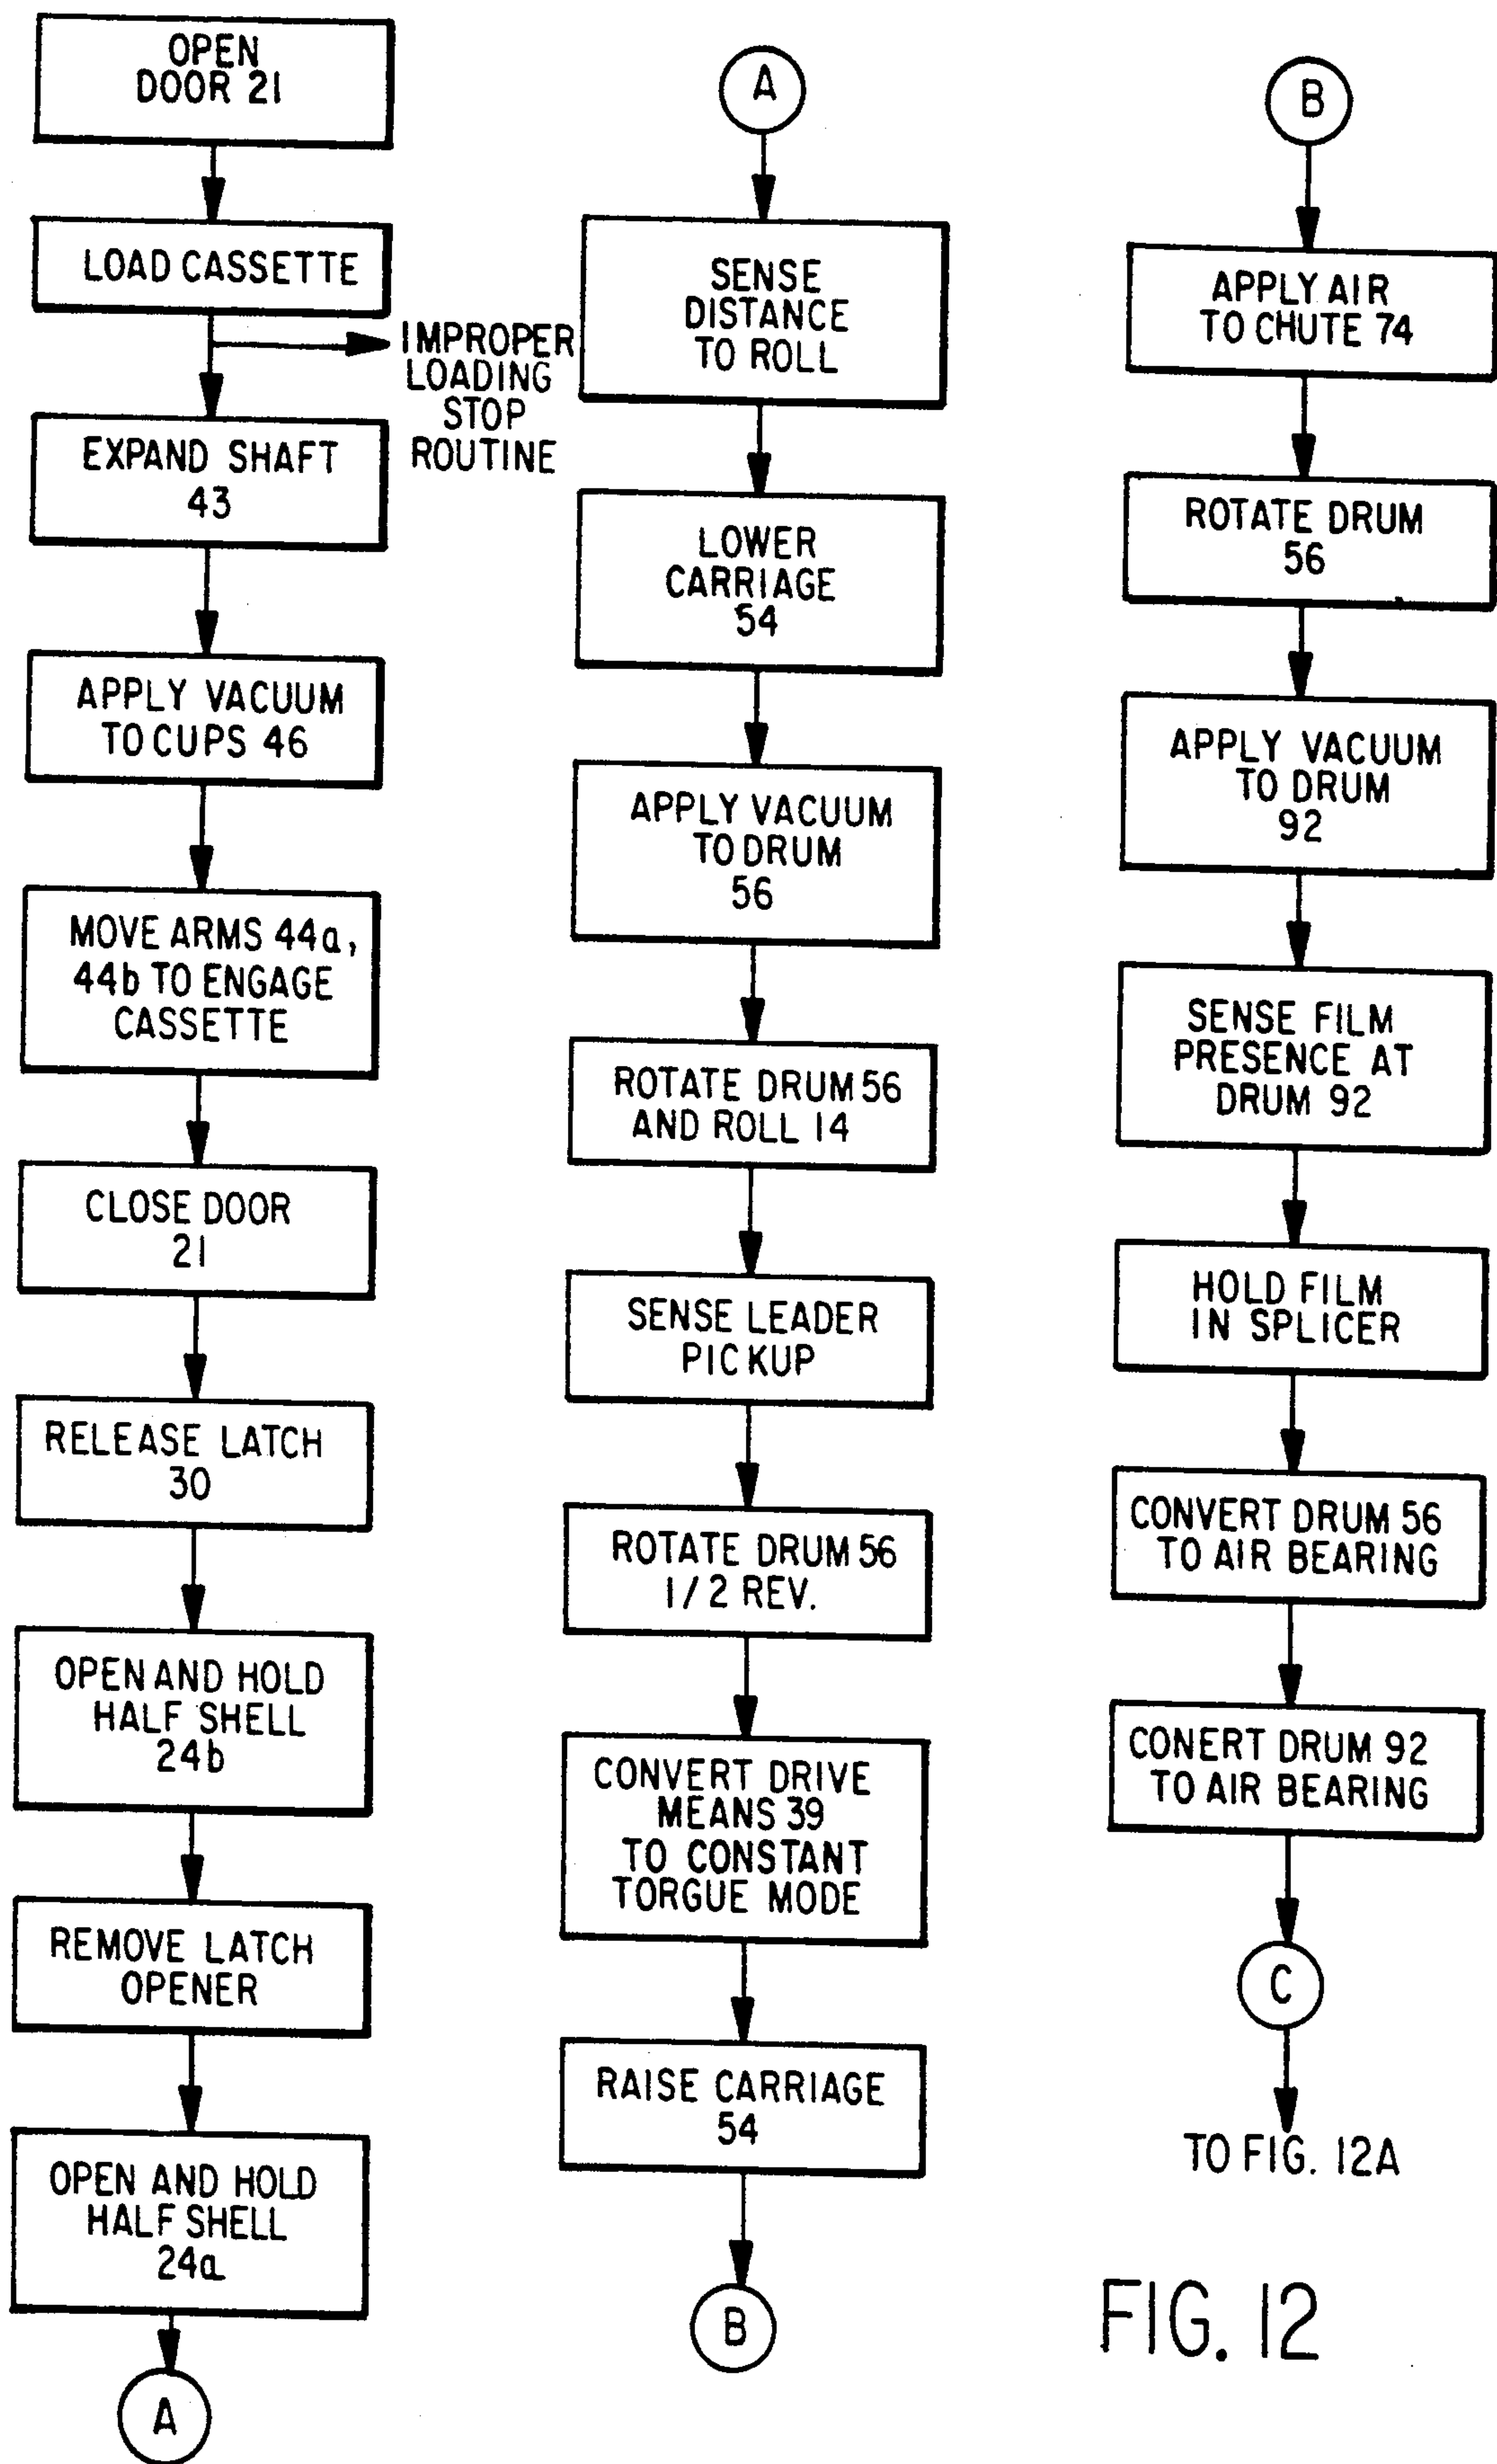 OPEN
DOOR 21
LOAD CASSETTE
IMPROPER
LOADING
STOP
ROUTINE
EXPAND SHAFT
43
APPLY VACUUM
TO CUPS 46
MOVE ARMS 44a,
44b TO ENGAGE
CASSETTE
CLOSE DOOR
21
RELEASE LATCH
30
OPEN AND HOLD
HALF SHELL
24b
REMOVE LATCH
OPENER
OPEN AND HOLD
HALF SHELL
24a
A
A
SENSE
DISTANCE
TO ROLL
LOWER
CARRIAGE
54
APPLY VACUUM
TO DRUM
56
ROTATE DRUM 56
AND ROLL 14
SENSE LEADER
PICKUP
ROTATE DRUM 56
1/2 REV.
CONVERT DRIVE
MEANS 39
TO CONSTANT
TORGUE MODE
RAISE CARRIAGE
54
B
B
APPLY AIR
TO CHUTE 74
ROTATE DRUM
56
APPLY VACUUM
TO DRUM
92
SENSE FILM
PRESENCE AT
DRUM 92
HOLD FILM
IN SPLICER
CONVERT DRUM 56
TO AIR BEARING
CONERT DRUM 92
TO AIR BEARING
C
TO FIG. 12A
FIG. 12